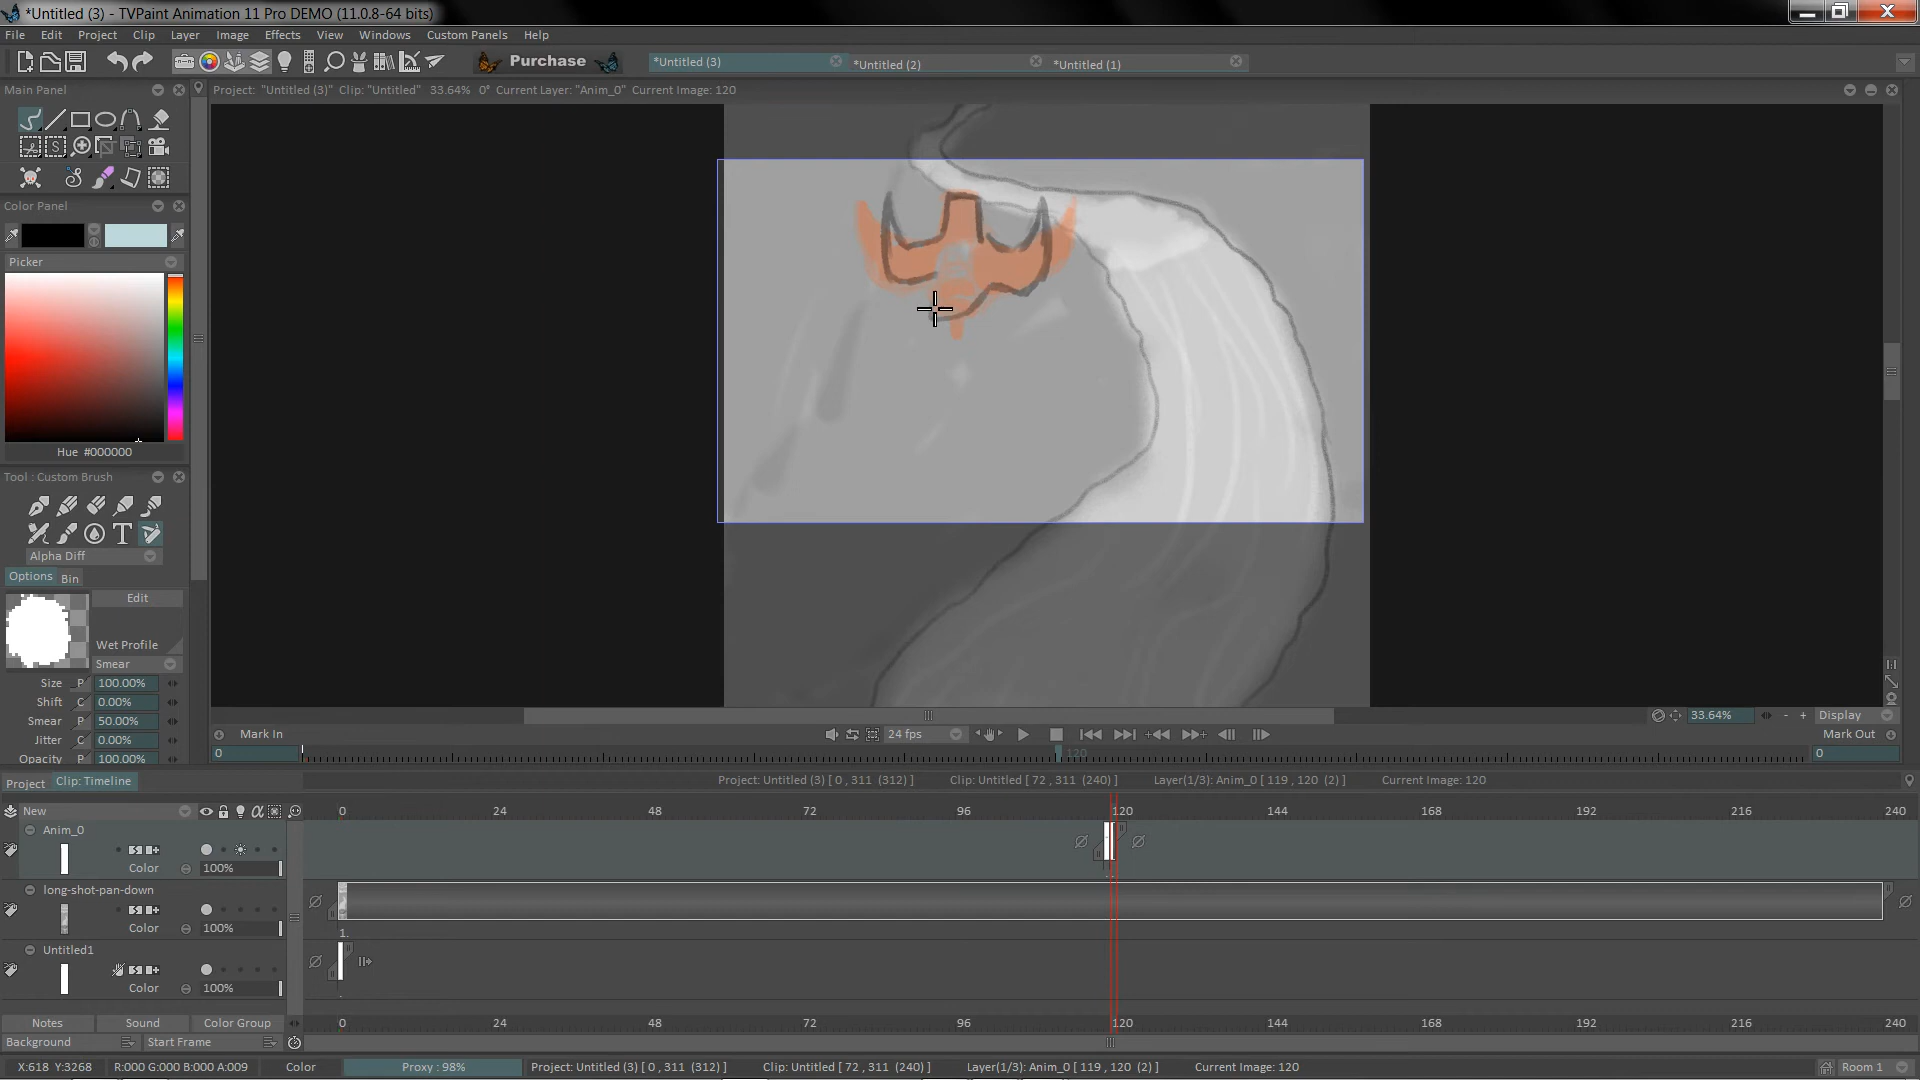 *Untitled (3) - TVPaint Animation 11 Pro DEMO (11.0.8-64 bits)
File Edit Project Clip Layer Image Effects View Windows Custom Panels Help
Purchase *Untitled (3) *Untitled (2) *Untitled (1)
Main Panel Project: "Untitled (3)" Clip: "Untitled" 33.64% 0° Current Layer: "Anim_0" Current Image: 120
Color Panel
Picker
Hue #000000
Tool : Custom Brush
T
Alpha Diff
Options Bin
Edit
Wet Profile
Smear
Size P 100.00%
Shift C 0.00%
Smear P 50.00%
Jitter C 0.00%
Opacity 100.00%
1:1
33.64% - + Display
Mark In 24 fps Mark Out
0 120 0
Project Clip: Timeline Project: Untitled (3) [ 0 , 311 (312) ] Clip: Untitled [ 72 , 311 (240) ] Layer(1/3): Anim_0 [ 119 , 120 (2) ] Current Image: 120
New 0 24 48 72 96 120 144 168 192 216 240
Anim_0
Color 100%
long-shot-pan-down
Color 100%
1.
Untitled1
Color 100%
Notes Sound Color Group 0 24 48 72 96 120 144 168 192 216 240
Background Start Frame
X:618 Y:3268 R:000 G:000 B:000 A:009 Color Proxy : 98% Project: Untitled (3) [ 0 , 311 (312) ] Clip: Untitled [ 72 , 311 (240) ] Layer(1/3): Anim_0 [ 119 , 120 (2) ] Current Image: 120 Room 1